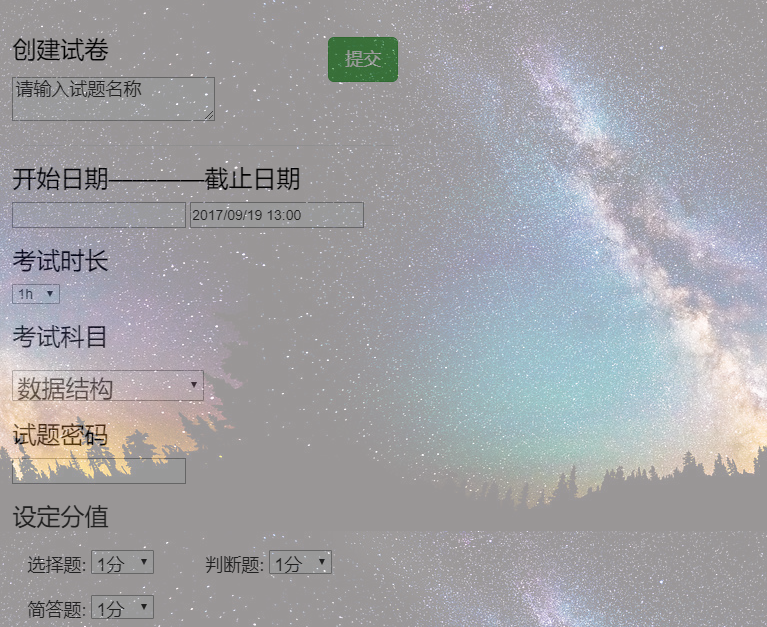 创建试卷
提交
请输入试题名称
开始日期————截止日期
2017/09/19 13:00
考试时长
1h
考试科目
数据结构
试题密码
设定分值
选择题: 1分 判断题: 1分
简答题: 1分